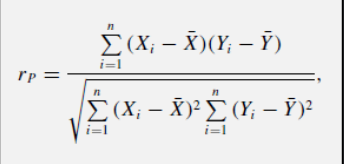 r_P = \frac{\sum_{i=1}^{n} (X_i - \bar{X})(Y_i - \bar{Y})}{\sqrt{\sum_{i=1}^{n} (X_i - \bar{X})^2 \sum_{i=1}^{n} (Y_i - \bar{Y})^2}},